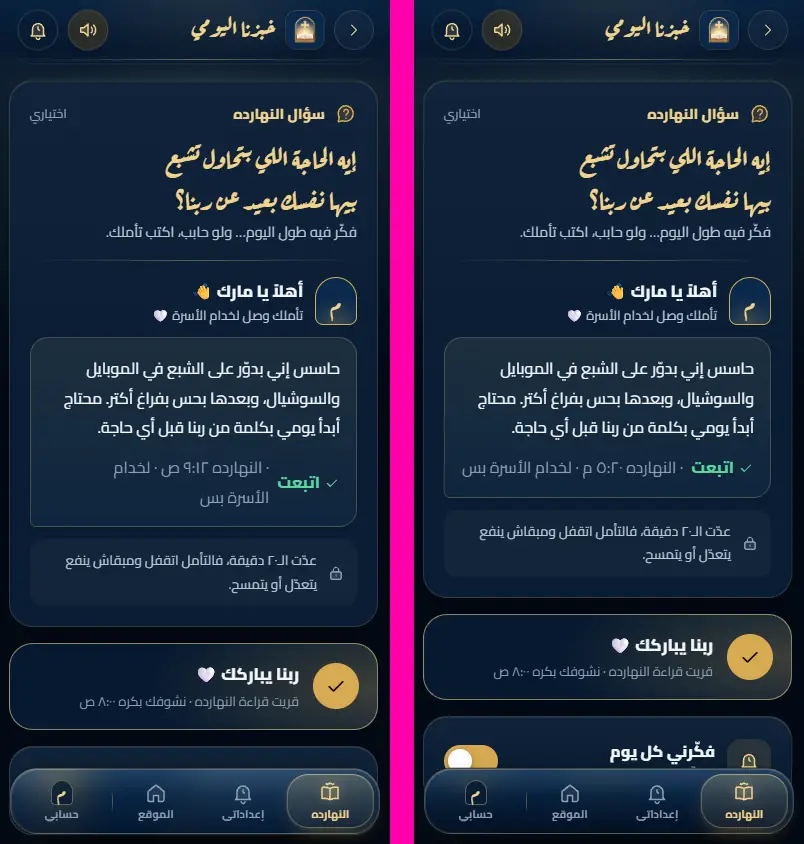 خبزنا اليومي
سؤال النهارده
اختياري
إيه الحاجة اللي بتحاول تشبع
بيها نفسك بعيد عن ربنا؟
فكّر فيه طول اليوم... ولو حابب، اكتب تأملك.
م
أهلاً يا مارك 👋
تأملك وصل لخدام الأسرة 🤍
حاسس إني بدوّر على الشبع في الموبايل
والسوشيال، وبعدها بحس بفراغ أكتر. محتاج
أبدأ يومي بكلمة من ربنا قبل أي حاجة.
✓ اتبعت · النهارده ٩:١٢ ص · لخدام
الأسرة بس
عدّت الـ٢٠ دقيقة، فالتأمل اتقفل ومبقاش ينفع
يتعدّل أو يتمسح.
ربنا يباركك 🤍
قريت قراءة النهارده · نشوفك بكره ٨:٠٠ ص
النهارده
إعداداتى
الموقع
م
حسابي
خبزنا اليومي
سؤال النهارده
اختياري
إيه الحاجة اللي بتحاول تشبع
بيها نفسك بعيد عن ربنا؟
فكّر فيه طول اليوم... ولو حابب، اكتب تأملك.
م
أهلاً يا مارك 👋
تأملك وصل لخدام الأسرة 🤍
حاسس إني بدوّر على الشبع في الموبايل
والسوشيال، وبعدها بحس بفراغ أكتر. محتاج
أبدأ يومي بكلمة من ربنا قبل أي حاجة.
✓ اتبعت · النهارده ٥:٢٠ م · لخدام الأسرة بس
عدّت الـ٢٠ دقيقة، فالتأمل اتقفل ومبقاش ينفع
يتعدّل أو يتمسح.
ربنا يباركك 🤍
قريت قراءة النهارده · نشوفك بكره ٨:٠٠ ص
فكّرني كل يوم
النهارده
إعداداتى
الموقع
م
حسابي